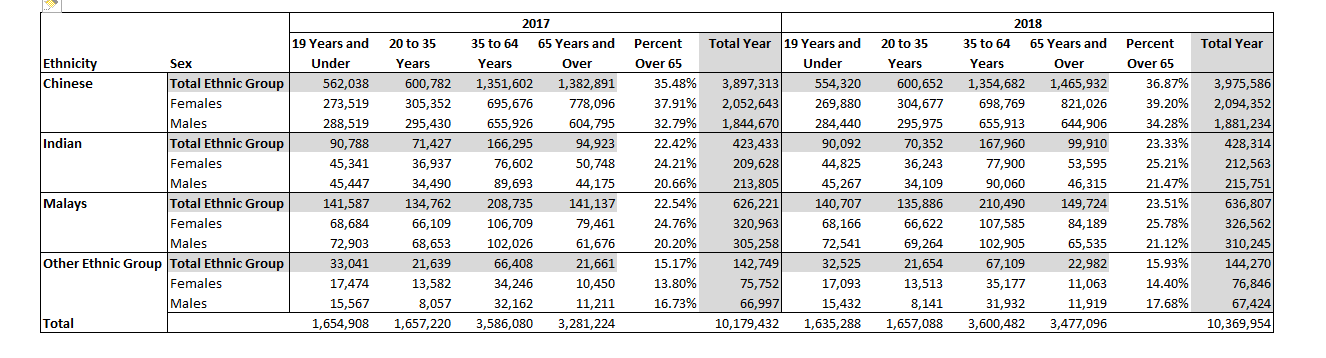 2017 2018
19 Years and 20 to 35 35 to 64 65 Years and Percent Total Year 19 Years and 20 to 35 35 to 64 65 Years and Percent Total Year
Ethnicity Sex Under Years Years Over Over 65 Under Years Years Over Over 65
Chinese Total Ethnic Group 562,038 600,782 1,351,602 1,382,891 35.48% 3,897,313 554,320 600,652 1,354,682 1,465,932 36.87% 3,975,586
Females 273,519 305,352 695,676 778,096 37.91% 2,052,643 269,880 304,677 698,769 821,026 39.20% 2,094,352
Males 288,519 295,430 655,926 604,795 32.79% 1,844,670 284,440 295,975 655,913 644,906 34.28% 1,881,234
Indian Total Ethnic Group 90,788 71,427 166,295 94,923 22.42% 423,433 90,092 70,352 167,960 99,910 23.33% 428,314
Females 45,341 36,937 76,602 50,748 24.21% 209,628 44,825 36,243 77,900 53,595 25.21% 212,563
Males 45,447 34,490 89,693 44,175 20.66% 213,805 45,267 34,109 90,060 46,315 21.47% 215,751
Malays Total Ethnic Group 141,587 134,762 208,735 141,137 22.54% 626,221 140,707 135,886 210,490 149,724 23.51% 636,807
Females 68,684 66,109 106,709 79,461 24.76% 320,963 68,166 66,622 107,585 84,189 25.78% 326,562
Males 72,903 68,653 102,026 61,676 20.20% 305,258 72,541 69,264 102,905 65,535 21.12% 310,245
Other Ethnic Group Total Ethnic Group 33,041 21,639 66,408 21,661 15.17% 142,749 32,525 21,654 67,109 22,982 15.93% 144,270
Females 17,474 13,582 34,246 10,450 13.80% 75,752 17,093 13,513 35,177 11,063 14.40% 76,846
Males 15,567 8,057 32,162 11,211 16.73% 66,997 15,432 8,141 31,932 11,919 17.68% 67,424
Total 1,654,908 1,657,220 3,586,080 3,281,224 10,179,432 1,635,288 1,657,088 3,600,482 3,477,096 10,369,954